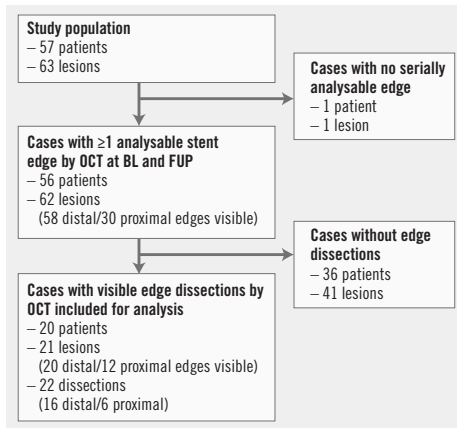 Study population
– 57 patients
– 63 lesions
Cases with no serially
analysable edge
– 1 patient
– 1 lesion
Cases with ≥1 analysable stent
edge by OCT at BL and FUP
– 56 patients
– 62 lesions
(58 distal/30 proximal edges visible)
Cases without edge
dissections
– 36 patients
– 41 lesions
Cases with visible edge dissections by
OCT included for analysis
– 20 patients
– 21 lesions
(20 distal/12 proximal edges visible)
– 22 dissections
(16 distal/6 proximal)